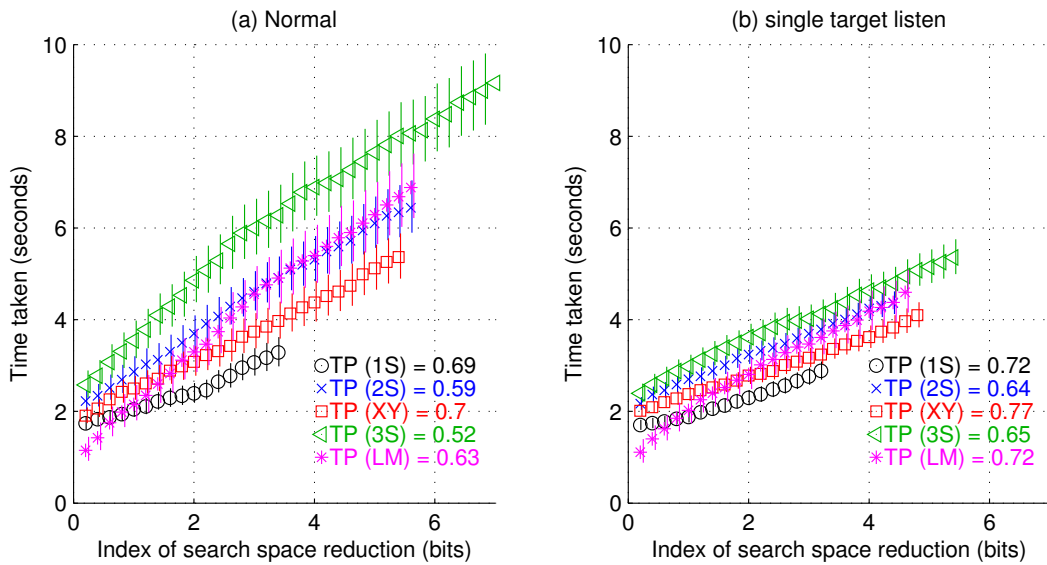 (a) Normal
10
8
6
4
2
0
0 2 4 6
Time taken (seconds)
Index of search space reduction (bits)
TP (1S) = 0.69
TP (2S) = 0.59
TP (XY) = 0.7
TP (3S) = 0.52
TP (LM) = 0.63
(b) single target listen
10
8
6
4
2
0
0 2 4 6
Time taken (seconds)
Index of search space reduction (bits)
TP (1S) = 0.72
TP (2S) = 0.64
TP (XY) = 0.77
TP (3S) = 0.65
TP (LM) = 0.72